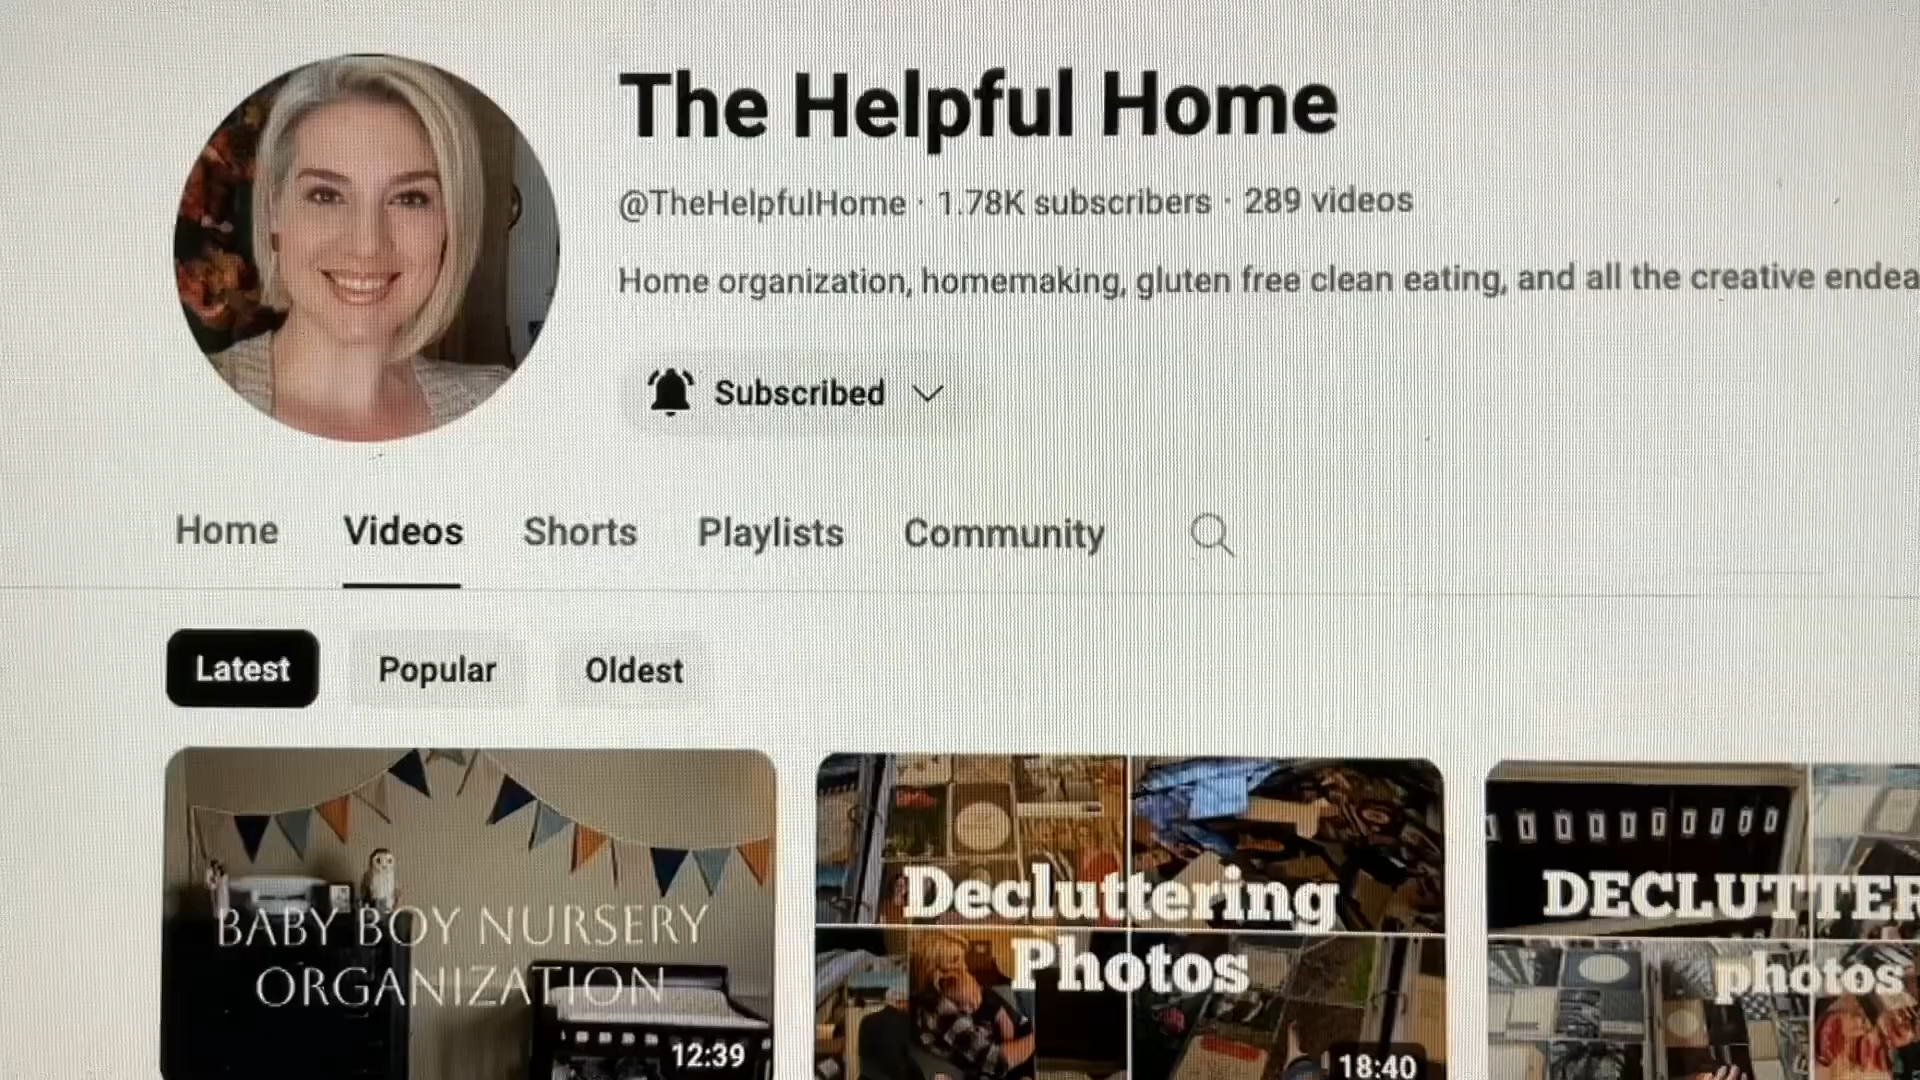 The Helpful Home
@TheHelpfulHome · 1.78K subscribers · 289 videos
Home organization, homemaking, gluten free clean eating, and all the creative endea
Subscribed
Home Videos Shorts Playlists Community
Latest Popular Oldest
BABY BOY NURSERY
ORGANIZATION
12:39
Decluttering
Photos
18:40
DECLUTTER
photos